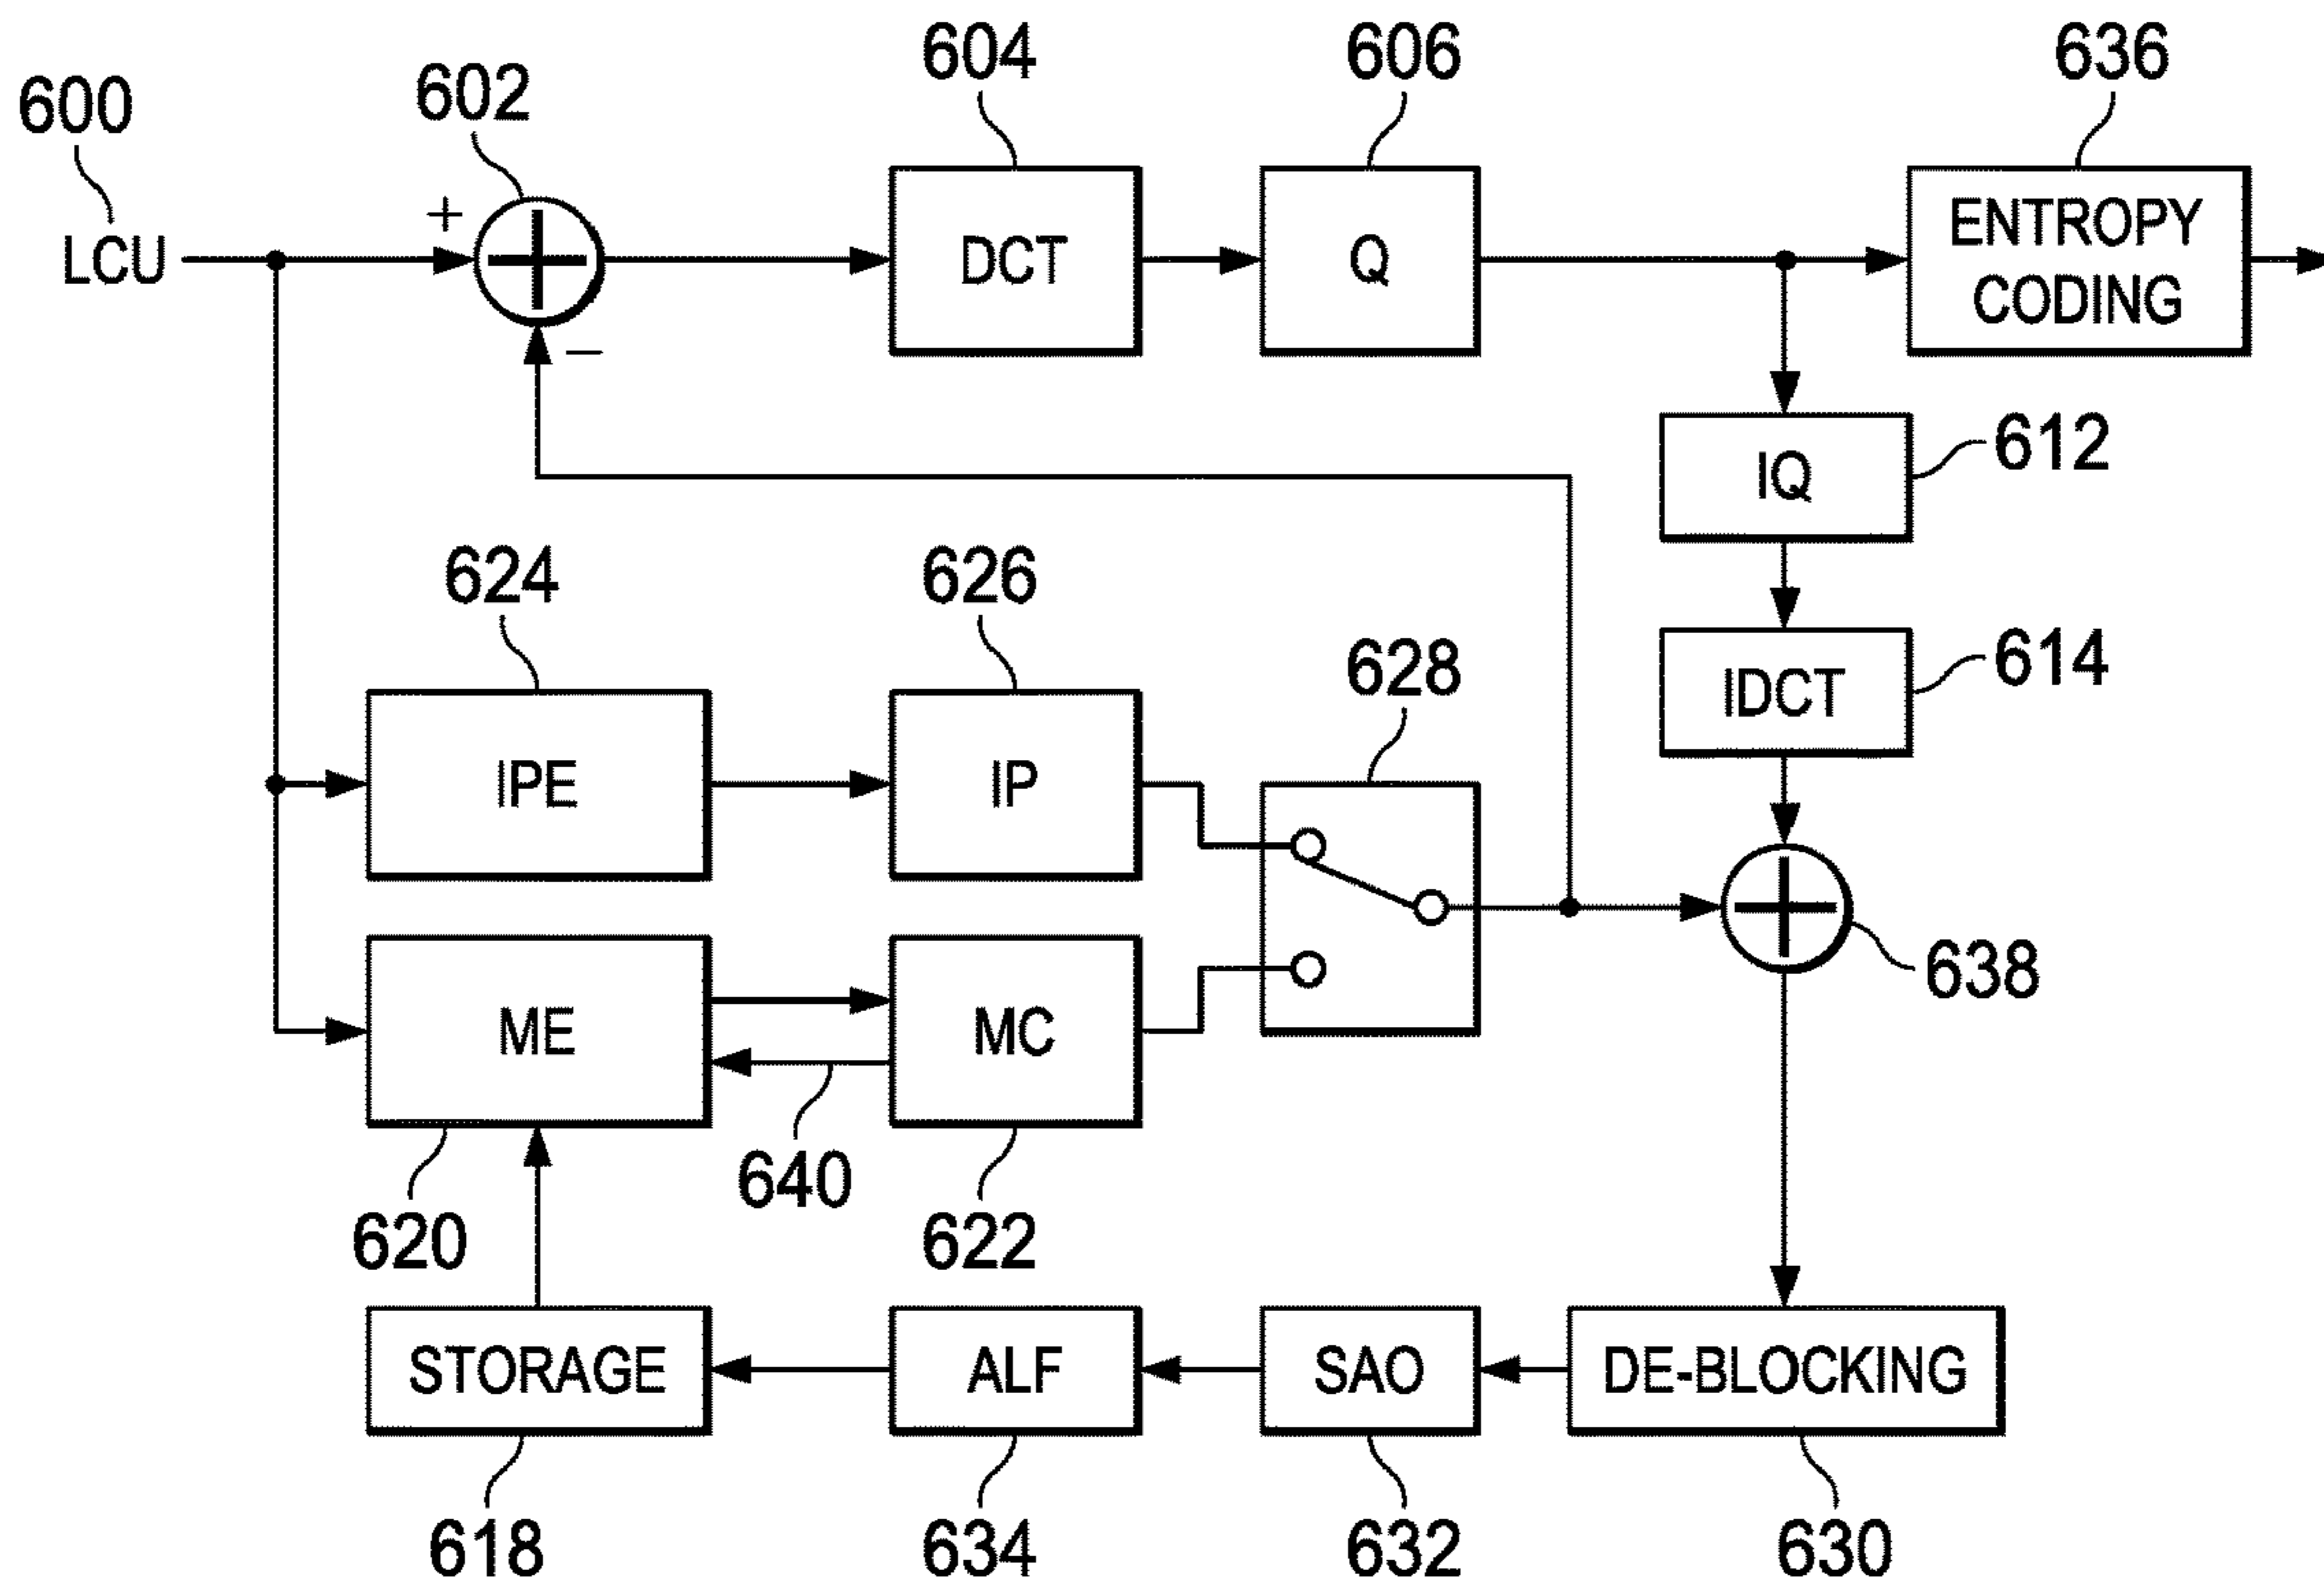 604
606
636
600
602
+
LCU
DCT
Q
ENTROPY
CODING
−
612
IQ
624
626
628
614
IDCT
IPE
IP
638
ME
MC
640
620
622
STORAGE
ALF
SAO
DE-BLOCKING
618
634
632
630